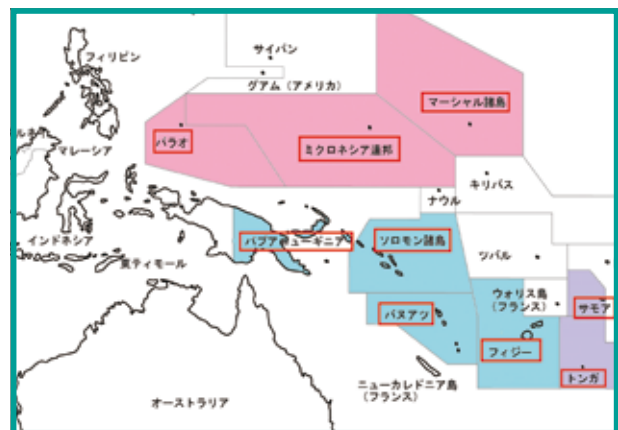 サイパン
フィリピン
グアム（アメリカ）
マーシャル諸島
パラオ
ミクロネシア連邦
マレーシア
キリバス
ナウル
インドネシア
パプアニューギニア
ソロモン諸島
ツバル
東ティモール
ウォリス島
（フランス）
サモア
バヌアツ
フィジー
トンガ
ニューカレドニア島
（フランス）
オーストラリア